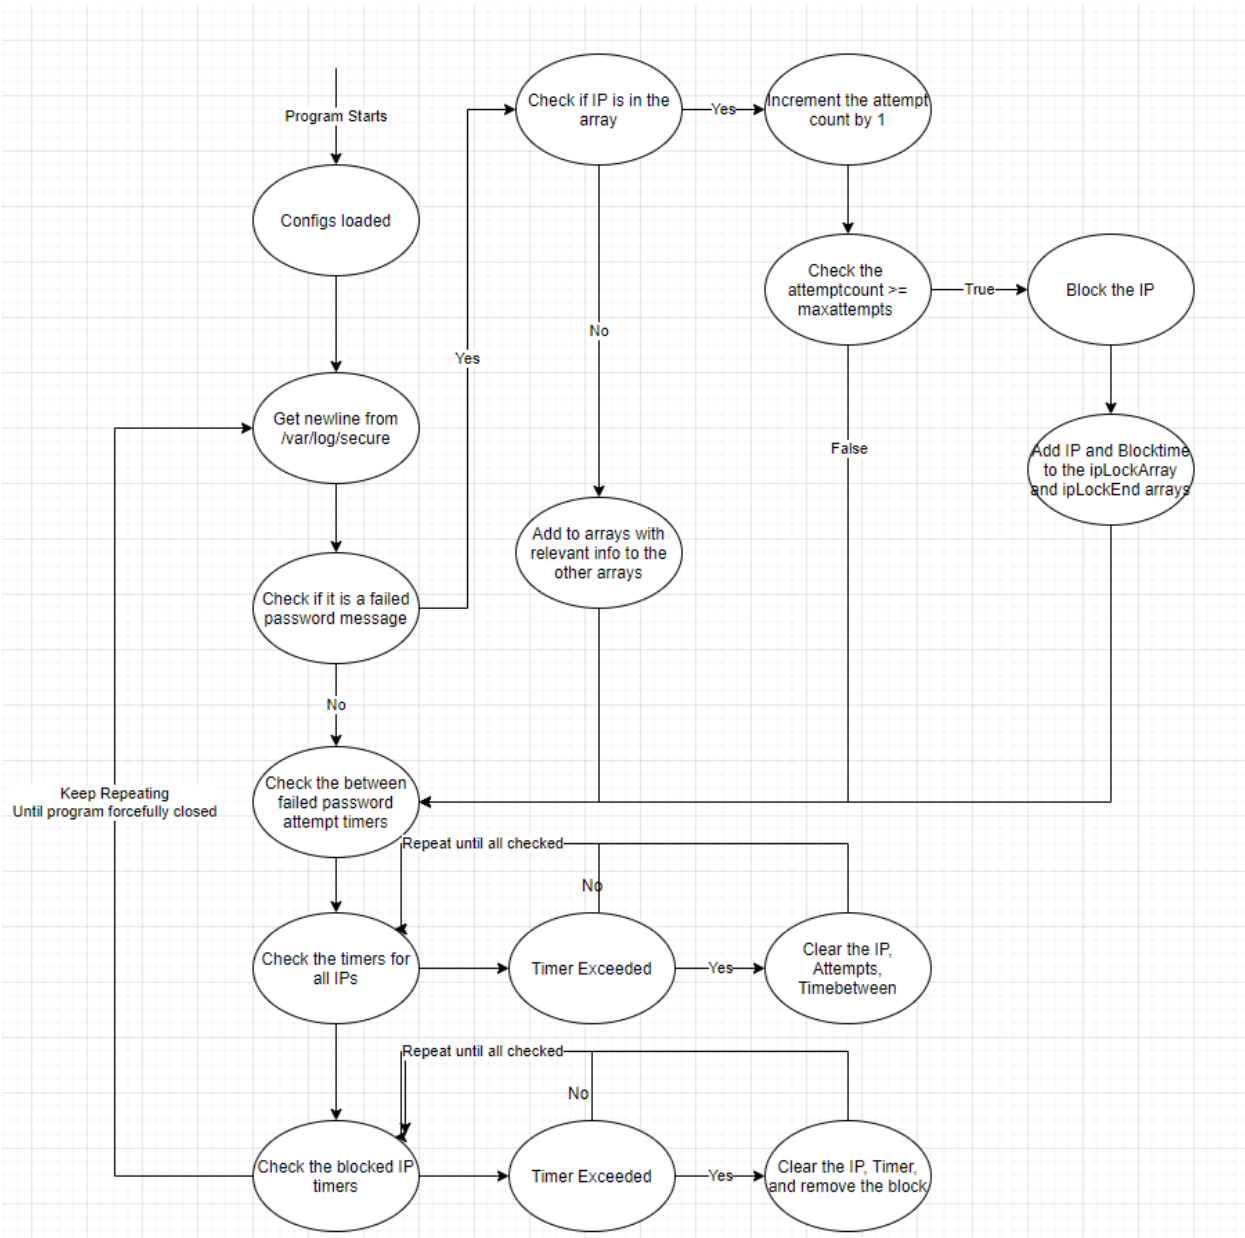 Program Starts
Configs loaded
Get newline from
/var/log/secure
Check if it is a failed
password message
Yes
No
Check if IP is in the
array
Yes
Increment the attempt
count by 1
No
Add to arrays with
relevant info to the
other arrays
Check the
attemptcount >=
maxattempts
True
Block the IP
False
Add IP and Blocktime
to the ipLockArray
and ipLockEnd arrays
Check the between
failed password
attempt timers
Keep Repeating
Until program forcefully closed
Repeat until all checked
No
Check the timers for
all IPs
Timer Exceeded
Yes
Clear the IP,
Attempts,
Timebetween
Repeat until all checked
No
Check the blocked IP
timers
Timer Exceeded
Yes
Clear the IP, Timer,
and remove the block